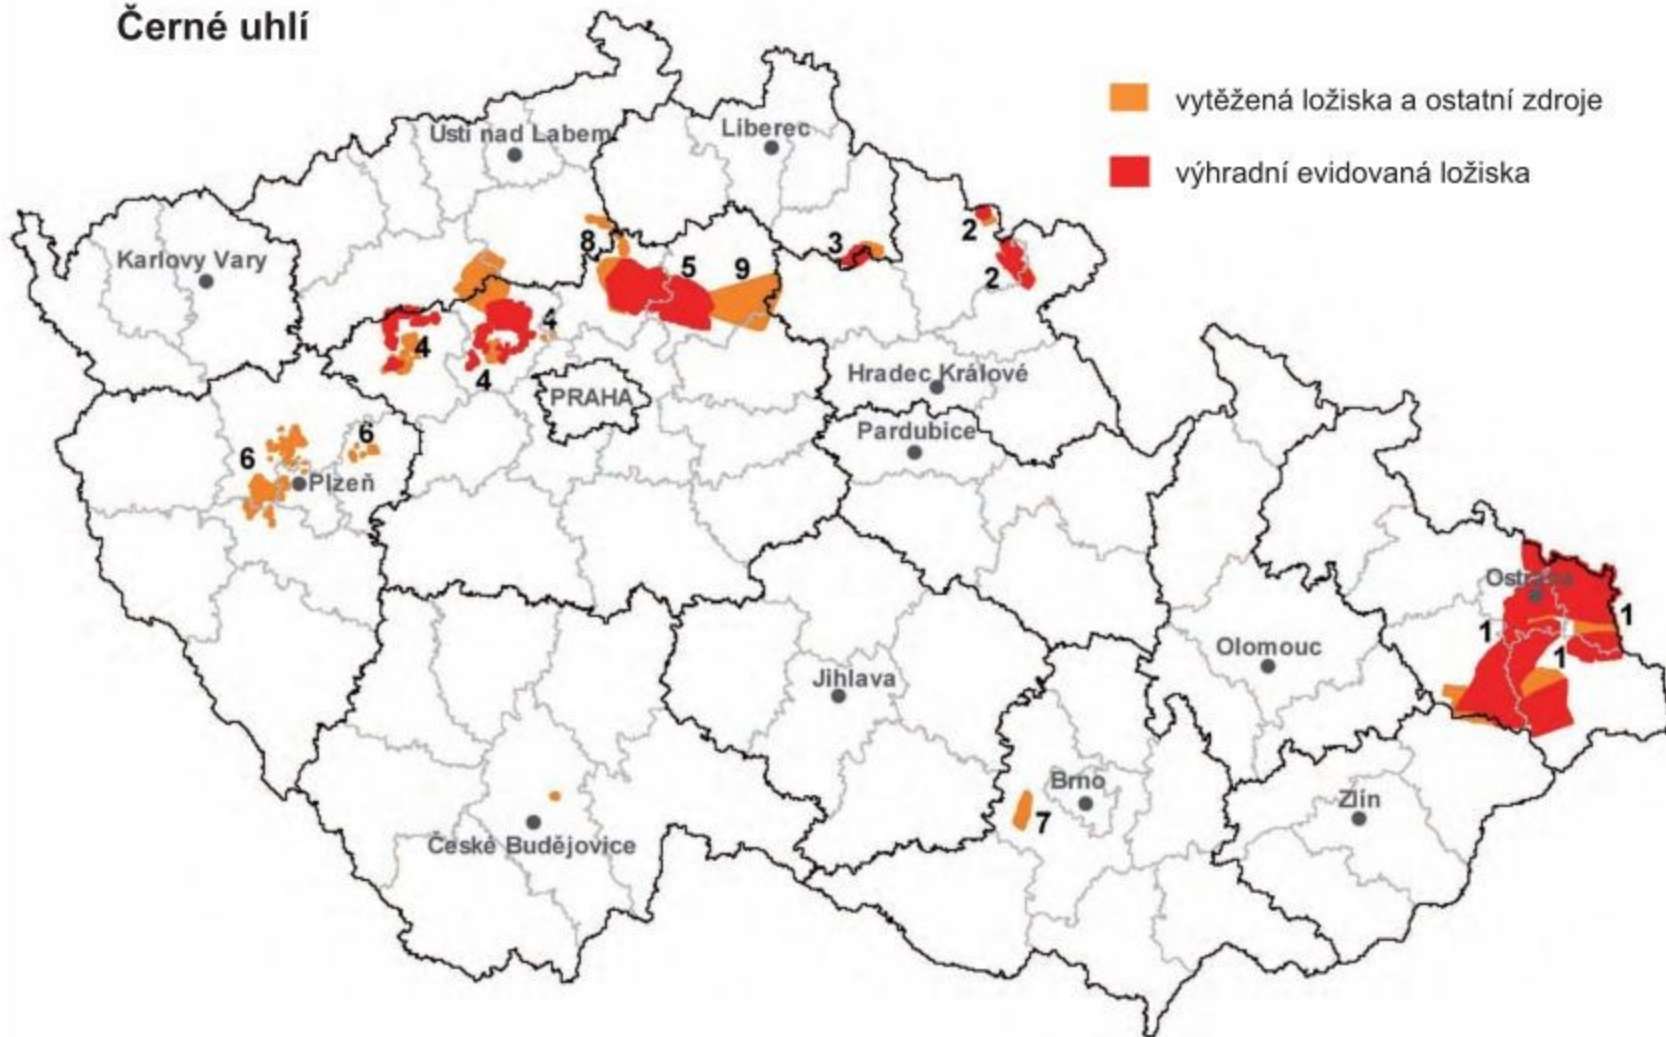 Černé uhlí
vytěžená ložiska a ostatní zdroje
výhradní evidovaná ložiska
Ústí nad Labem
Liberec
Karlovy Vary
2
8
3
5
9
2
4
4
4
PRAHA
Hradec Králové
Pardubice
6
6
Plzeň
Ostrava
1
1
1
Olomouc
Jihlava
Brno
7
Zlín
České Budějovice